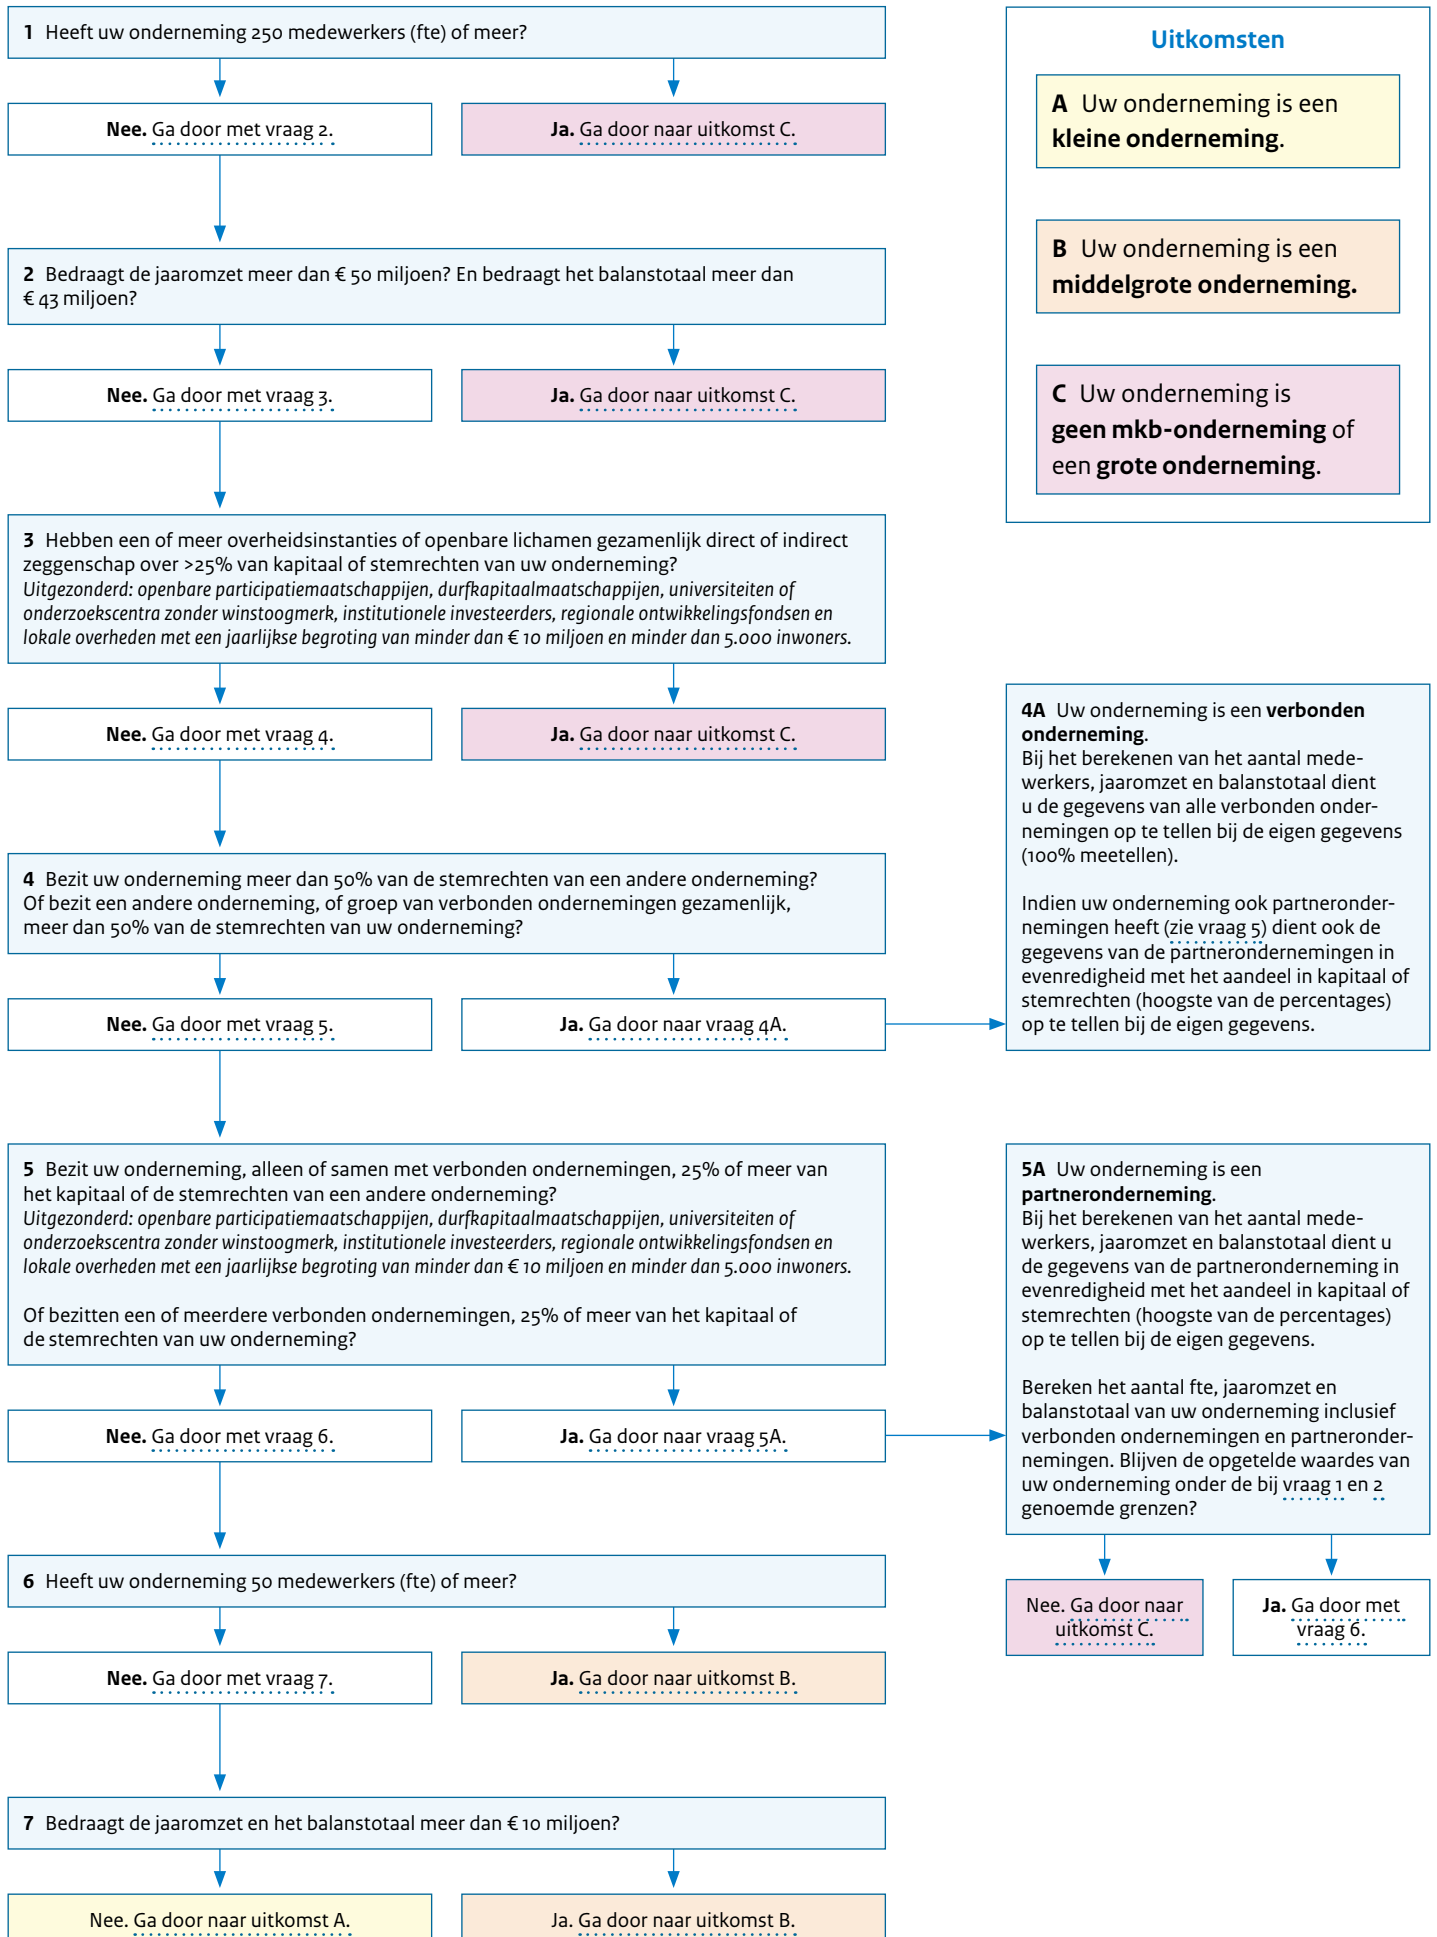 1 Heeft uw onderneming 250 medewerkers (fte) of meer?
Nee. Ga door met vraag 2.
Ja. Ga door naar uitkomst C.
2 Bedraagt de jaaromzet meer dan € 50 miljoen? En bedraagt het balanstotaal meer dan
€ 43 miljoen?
Nee. Ga door met vraag 3.
Ja. Ga door naar uitkomst C.
3 Hebben een of meer overheidsinstanties of openbare lichamen gezamenlijk direct of indirect
zeggenschap over >25% van kapitaal of stemrechten van uw onderneming?
Uitgezonderd: openbare participatiemaatschappijen, durfkapitaalmaatschappijen, universiteiten of
onderzoekscentra zonder winstoogmerk, institutionele investeerders, regionale ontwikkelingsfondsen en
lokale overheden met een jaarlijkse begroting van minder dan € 10 miljoen en minder dan 5.000 inwoners.
Nee. Ga door met vraag 4.
Ja. Ga door naar uitkomst C.
4 Bezit uw onderneming meer dan 50% van de stemrechten van een andere onderneming?
Of bezit een andere onderneming, of groep van verbonden ondernemingen gezamenlijk,
meer dan 50% van de stemrechten van uw onderneming?
Nee. Ga door met vraag 5.
Ja. Ga door naar vraag 4A.
5 Bezit uw onderneming, alleen of samen met verbonden ondernemingen, 25% of meer van
het kapitaal of de stemrechten van een andere onderneming?
Uitgezonderd: openbare participatiemaatschappijen, durfkapitaalmaatschappijen, universiteiten of
onderzoekscentra zonder winstoogmerk, institutionele investeerders, regionale ontwikkelingsfondsen en
lokale overheden met een jaarlijkse begroting van minder dan € 10 miljoen en minder dan 5.000 inwoners.
Of bezitten een of meerdere verbonden ondernemingen, 25% of meer van het kapitaal of
de stemrechten van uw onderneming?
Nee. Ga door met vraag 6.
Ja. Ga door naar vraag 5A.
6 Heeft uw onderneming 50 medewerkers (fte) of meer?
Nee. Ga door met vraag 7.
Ja. Ga door naar uitkomst B.
7 Bedraagt de jaaromzet en het balanstotaal meer dan € 10 miljoen?
Nee. Ga door naar uitkomst A.
Ja. Ga door naar uitkomst B.
Uitkomsten
A Uw onderneming is een
kleine onderneming.
B Uw onderneming is een
middelgrote onderneming.
C Uw onderneming is
geen mkb-onderneming of
een grote onderneming.
4A Uw onderneming is een verbonden
onderneming.
Bij het berekenen van het aantal mede-
werkers, jaaromzet en balanstotaal dient
u de gegevens van alle verbonden onder-
nemingen op te tellen bij de eigen gegevens
(100% meetellen).
Indien uw onderneming ook partneronder-
nemingen heeft (zie vraag 5) dient ook de
gegevens van de partnerondernemingen in
evenredigheid met het aandeel in kapitaal of
stemrechten (hoogste van de percentages)
op te tellen bij de eigen gegevens.
5A Uw onderneming is een
partneronderneming.
Bij het berekenen van het aantal mede-
werkers, jaaromzet en balanstotaal dient u
de gegevens van de partneronderneming in
evenredigheid met het aandeel in kapitaal of
stemrechten (hoogste van de percentages)
op te tellen bij de eigen gegevens.
Bereken het aantal fte, jaaromzet en
balanstotaal van uw onderneming inclusief
verbonden ondernemingen en partneronder-
nemingen. Blijven de opgetelde waardes van
uw onderneming onder de bij vraag 1 en 2
genoemde grenzen?
Nee. Ga door naar
uitkomst C.
Ja. Ga door met
vraag 6.